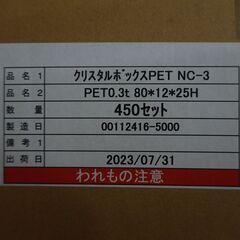 品名 1 ｸﾘｽﾀﾙﾎﾞｯｸｽPET NC-3
品名 2 PET0.3t 80*12*25H
数量 450セット
製造日 00112416-5000
備考 1
出荷日 2023/07/31
われもの注意